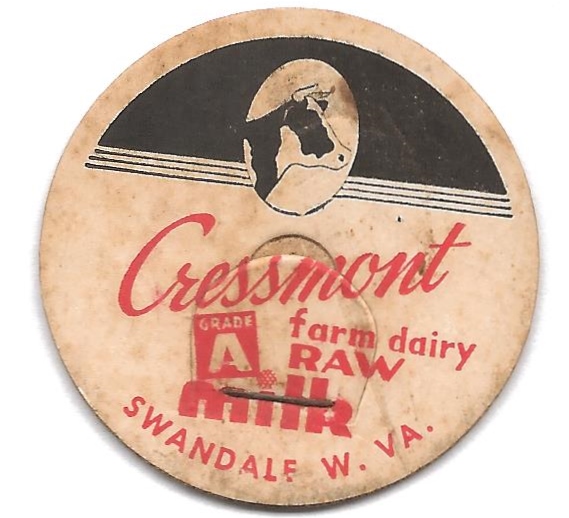 Cressmont
GRADE A
farm dairy
RAW
milk
SWANDALE W. VA.